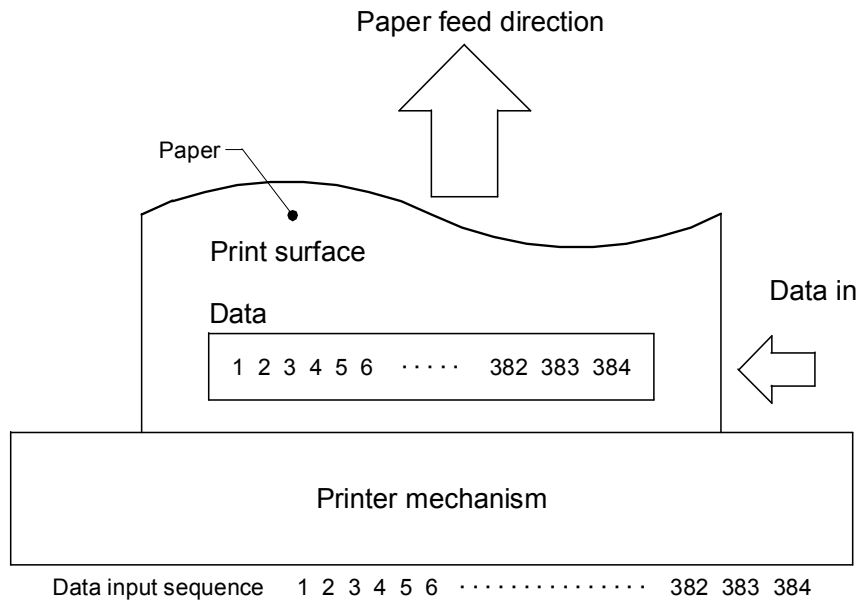 Paper feed direction
Paper
Print surface
Data in
Data
1 2 3 4 5 6 ····· 382 383 384
Printer mechanism
Data input sequence 1 2 3 4 5 6 ··············· 382 383 384